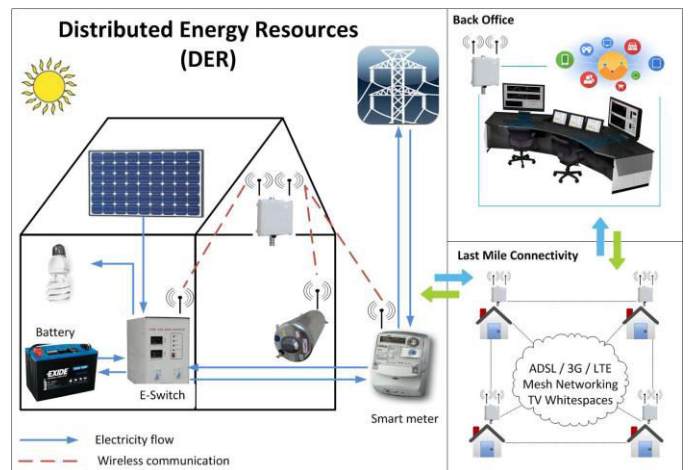 Distributed Energy Resources
(DER)
Battery
EXIDE
E-Switch
Smart meter
Electricity flow
Wireless communication
Back Office
Last Mile Connectivity
ADSL / 3G / LTE
Mesh Networking
TV Whitespaces